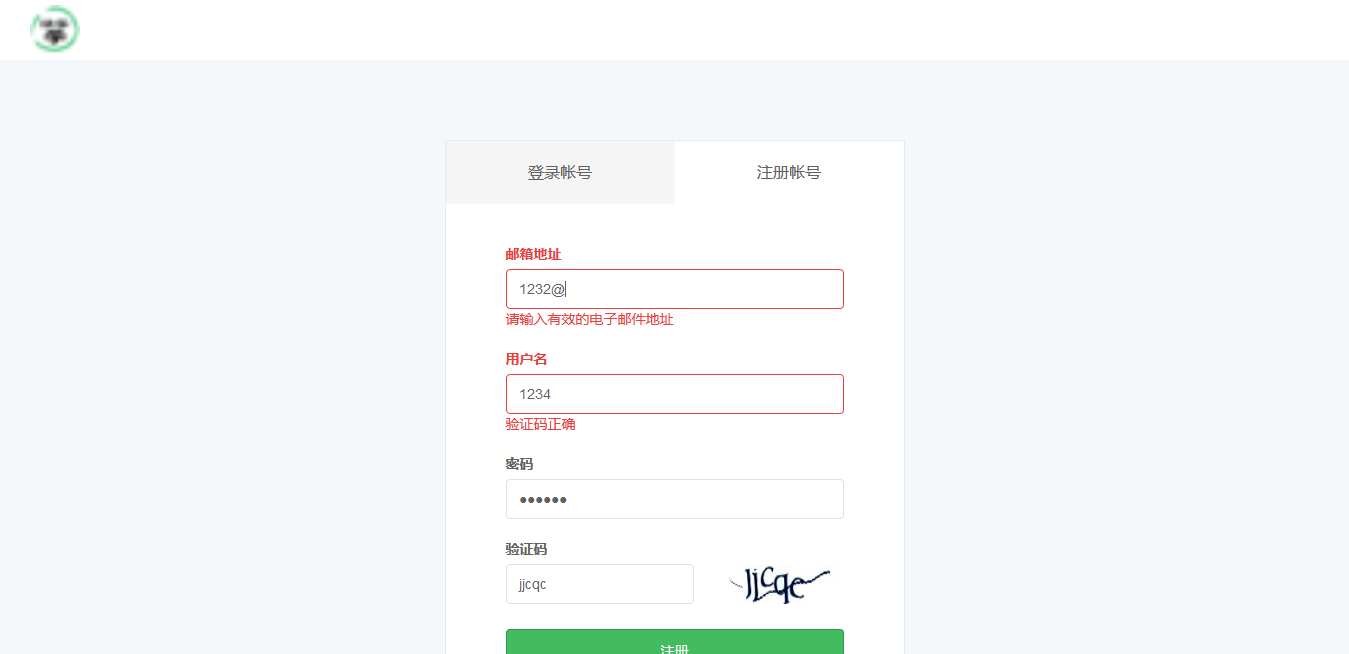 登录帐号
注册帐号
邮箱地址
1232@
请输入有效的电子邮件地址
用户名
1234
验证码正确
密码
••••••
验证码
jjcqc
jjcqc
注册